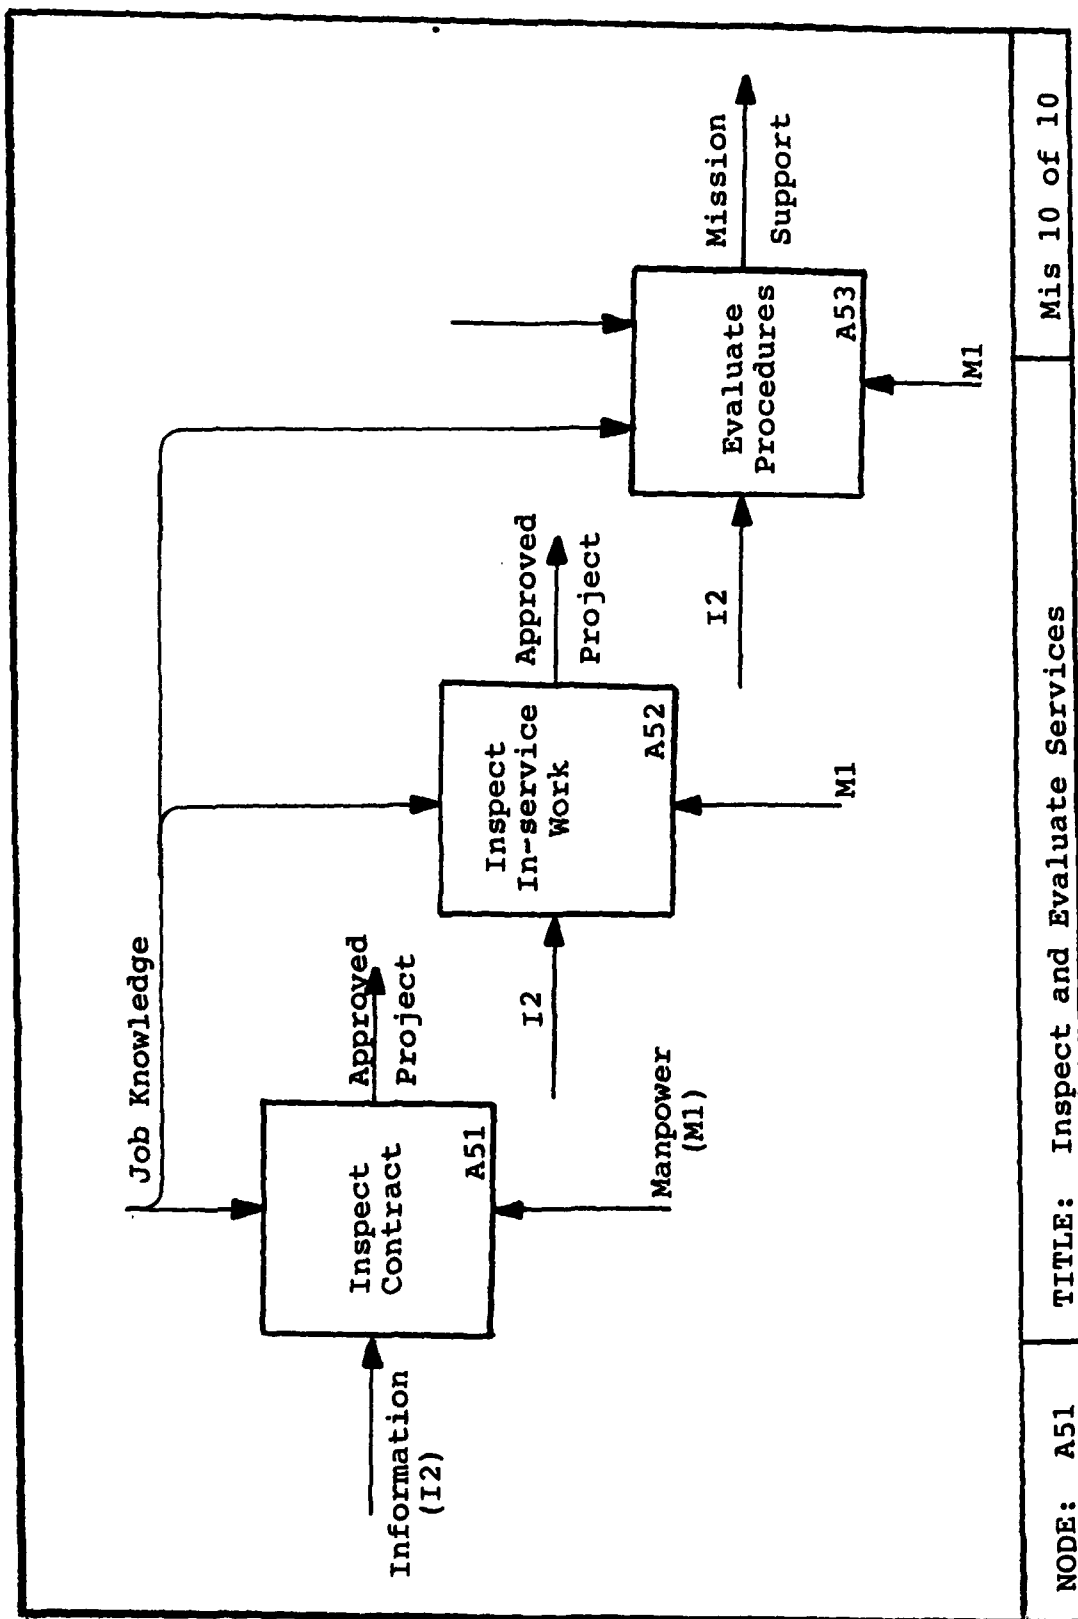 Job Knowledge
Information
(I2)
Inspect
Contract
A51
Approved
Project
Manpower
(M1)
I2
Inspect
In-service
Work
A52
Approved
Project
M1
I2
Evaluate
Procedures
A53
Mission
Support
M1
NODE: A51
TITLE: Inspect and Evaluate Services
Mis 10 of 10